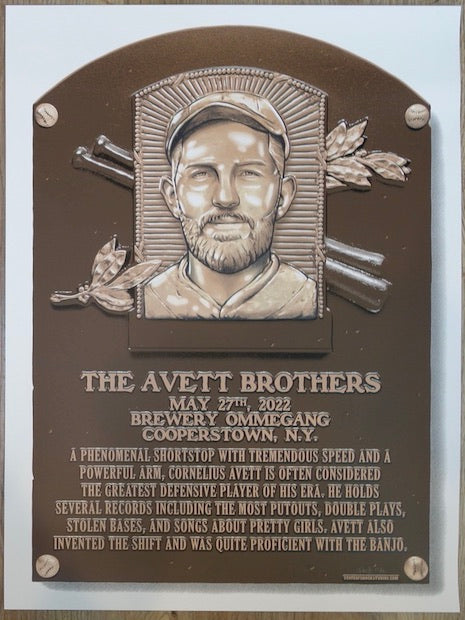 THE AVETT BROTHERS
MAY 27TH, 2022
BREWERY OMMEGANG
COOPERSTOWN, N.Y.
A PHENOMENAL SHORTSTOP WITH TREMENDOUS SPEED AND A
POWERFUL ARM, CORNELIUS AVETT IS OFTEN CONSIDERED
THE GREATEST DEFENSIVE PLAYER OF HIS ERA. HE HOLDS
SEVERAL RECORDS INCLUDING THE MOST PUTOUTS, DOUBLE PLAYS,
STOLEN BASES, AND SONGS ABOUT PRETTY GIRLS. AVETT ALSO
INVENTED THE SHIFT AND WAS QUITE PROFICIENT WITH THE BANJO.